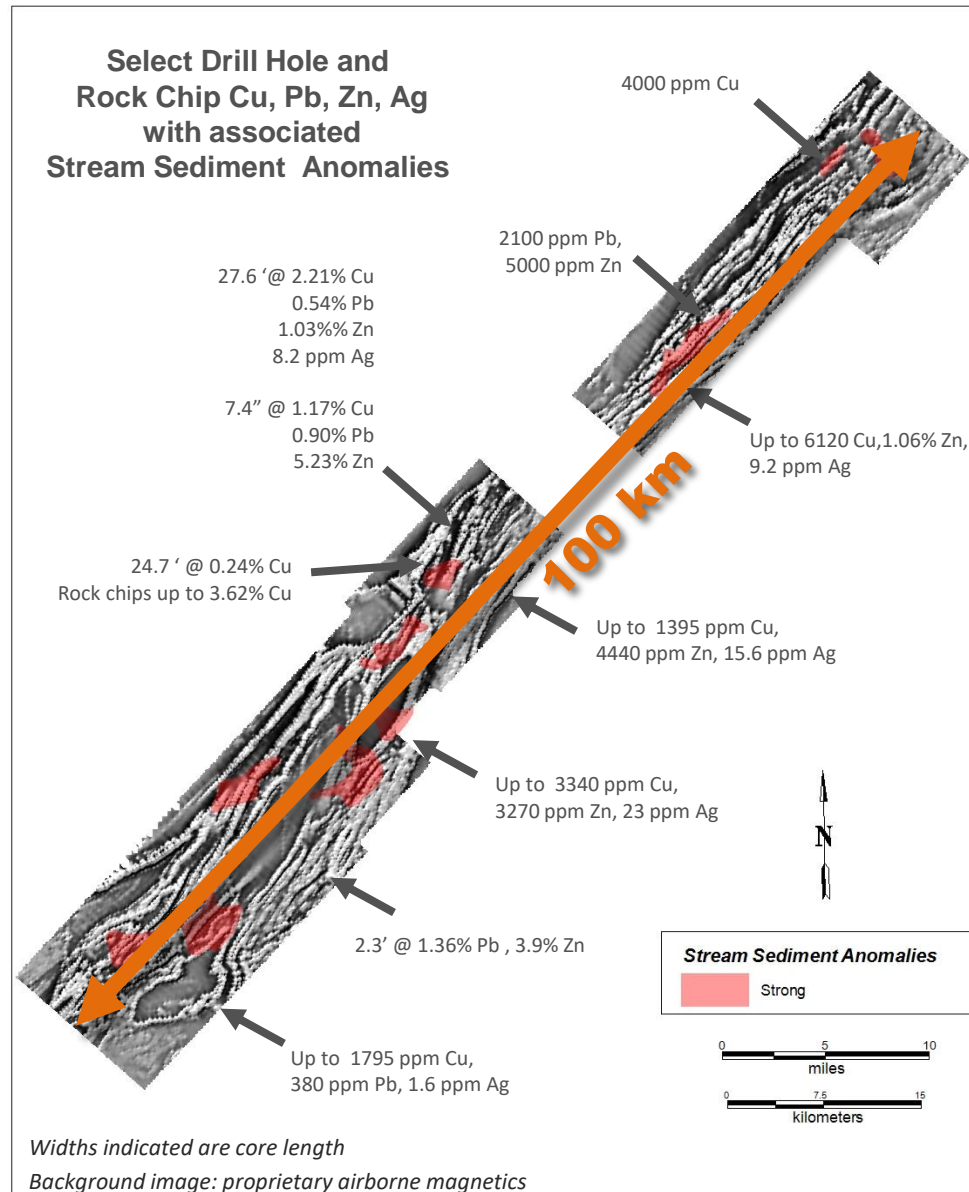 Select Drill Hole and
Rock Chip Cu, Pb, Zn, Ag
with associated
Stream Sediment  Anomalies
4000 ppm Cu
2100 ppm Pb,
5000 ppm Zn
27.6 ‘@ 2.21% Cu
0.54% Pb
1.03%% Zn
8.2 ppm Ag
7.4” @ 1.17% Cu
0.90% Pb
5.23% Zn
Up to 6120 Cu,1.06% Zn,
9.2 ppm Ag
100 km
24.7 ‘ @ 0.24% Cu
Rock chips up to 3.62% Cu
Up to  1395 ppm Cu,
4440 ppm Zn, 15.6 ppm Ag
Up to  3340 ppm Cu,
3270 ppm Zn, 23 ppm Ag
N
2.3’ @ 1.36% Pb , 3.9% Zn
Stream Sediment Anomalies
Strong
Up to  1795 ppm Cu,
380 ppm Pb, 1.6 ppm Ag
0 5 10
miles
0 7.5 15
kilometers
Widths indicated are core length
Background image: proprietary airborne magnetics